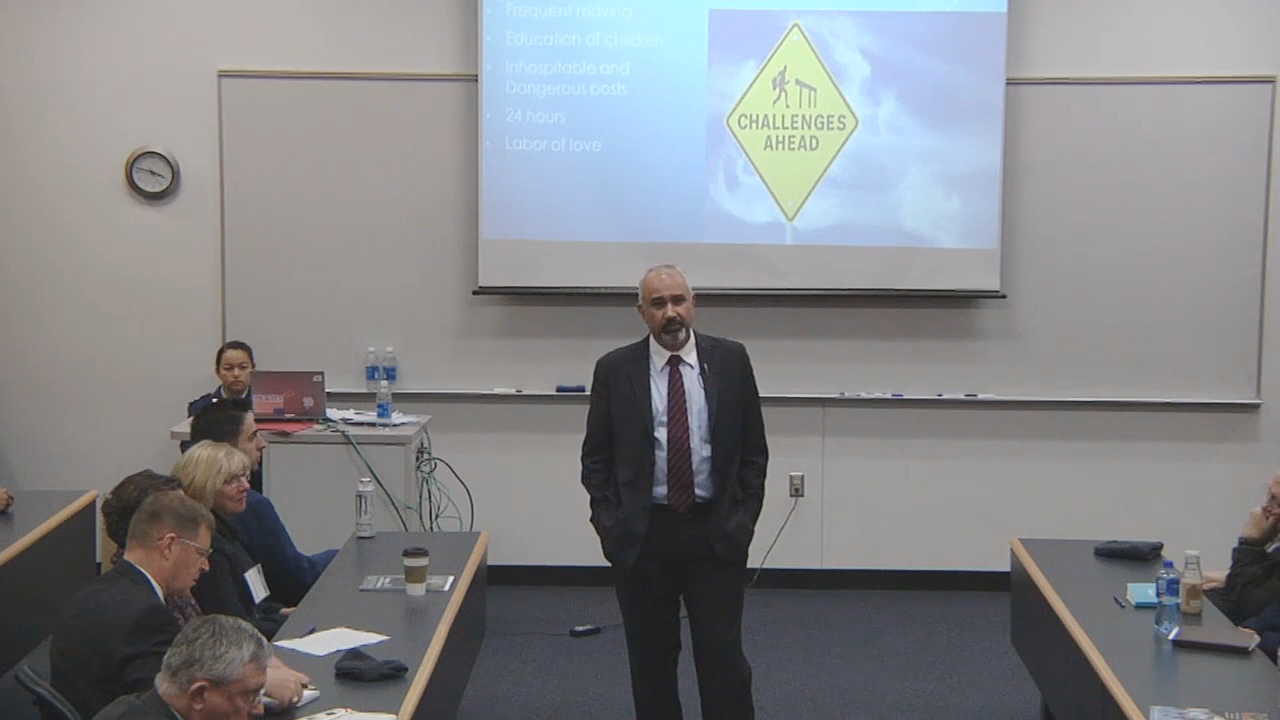 Frequent moving
Education of children
Inhospitable and
Dangerous posts
24 hours
Labor of love
CHALLENGES
AHEAD